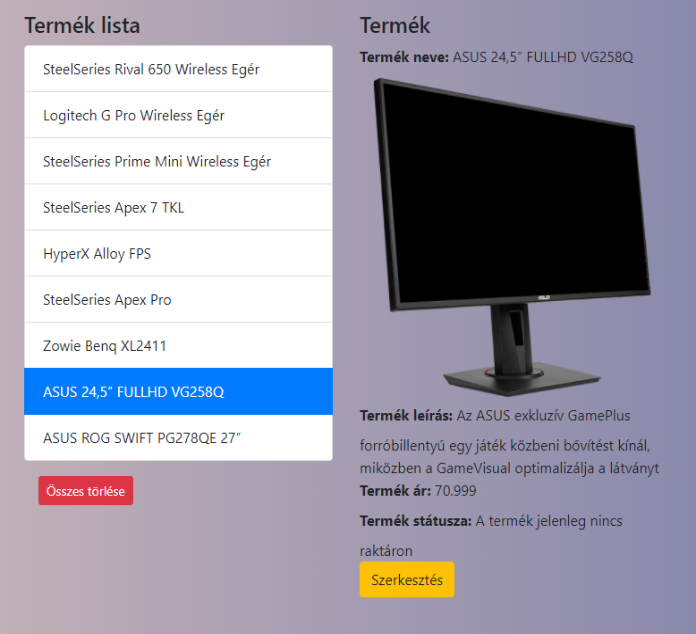 Termék lista
SteelSeries Rival 650 Wireless Egér
Logitech G Pro Wireless Egér
SteelSeries Prime Mini Wireless Egér
SteelSeries Apex 7 TKL
HyperX Alloy FPS
SteelSeries Apex Pro
Zowie Benq XL2411
ASUS 24,5” FULLHD VG258Q
ASUS ROG SWIFT PG278QE 27”
Összes törlése
Termék
Termék neve: ASUS 24,5” FULLHD VG258Q
ASUS
Termék leírás: Az ASUS exkluzív GamePlus
forróbillentyű egy játék közbeni bővítést kínál,
miközben a GameVisual optimalizálja a látványt
Termék ár: 70.999
Termék státusza: A termék jelenleg nincs
raktáron
Szerkesztés